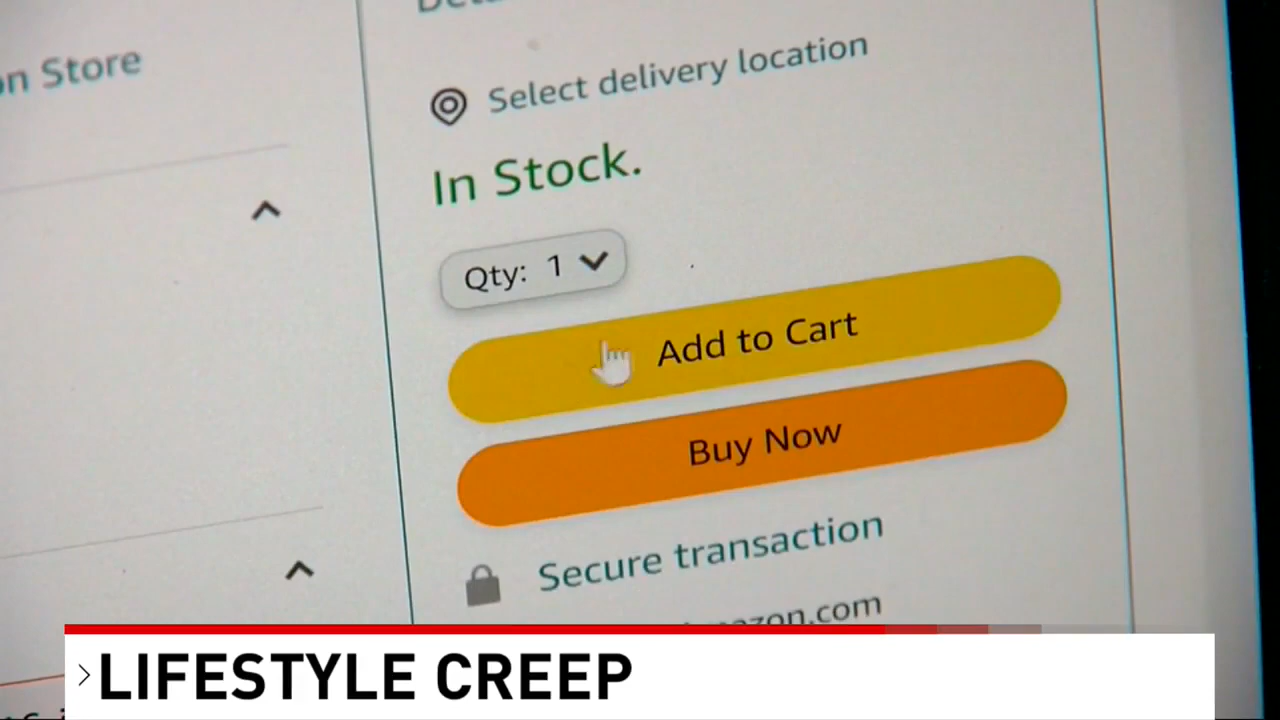 on Store
Select delivery location
In Stock.
Qty: 1
Add to Cart
Buy Now
Secure transaction
LIFESTYLE CREEP